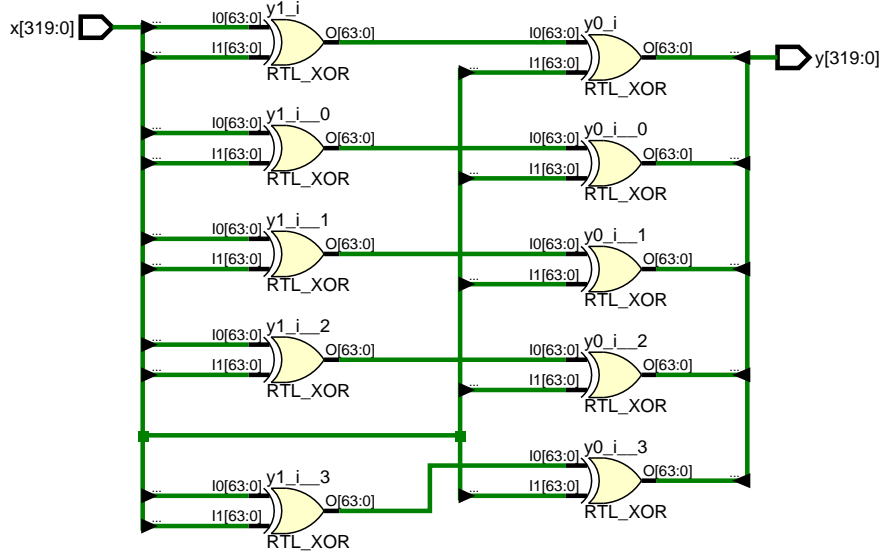 x[319:0]
y[319:0]
y1_i
I0[63:0]
I1[63:0]
O[63:0]
RTL_XOR
...
...
y0_i
I0[63:0]
I1[63:0]
O[63:0]
RTL_XOR
...
...
y1_i__0
I0[63:0]
I1[63:0]
O[63:0]
RTL_XOR
...
...
y0_i__0
I0[63:0]
I1[63:0]
O[63:0]
RTL_XOR
...
...
y1_i__1
I0[63:0]
I1[63:0]
O[63:0]
RTL_XOR
...
...
y0_i__1
I0[63:0]
I1[63:0]
O[63:0]
RTL_XOR
...
...
y1_i__2
I0[63:0]
I1[63:0]
O[63:0]
RTL_XOR
...
...
y0_i__2
I0[63:0]
I1[63:0]
O[63:0]
RTL_XOR
...
...
y1_i__3
I0[63:0]
I1[63:0]
O[63:0]
RTL_XOR
...
...
y0_i__3
I0[63:0]
I1[63:0]
O[63:0]
RTL_XOR
...
...